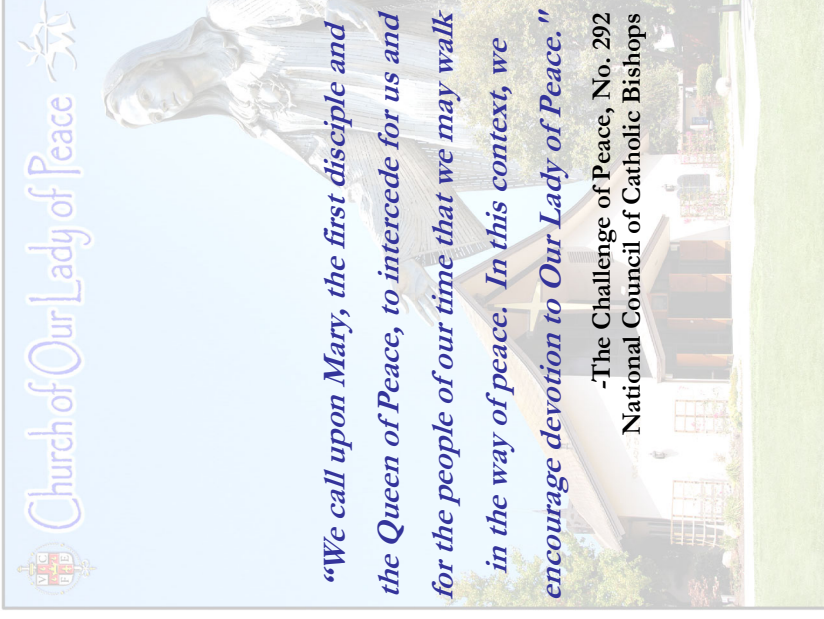 Church of Our Lady of Peace
V C
F E
“We call upon Mary, the first disciple and
the Queen of Peace, to intercede for us and
for the people of our time that we may walk
in the way of peace.  In this context, we
encourage devotion to Our Lady of Peace."
-The Challenge of Peace, No. 292
National Council of Catholic Bishops